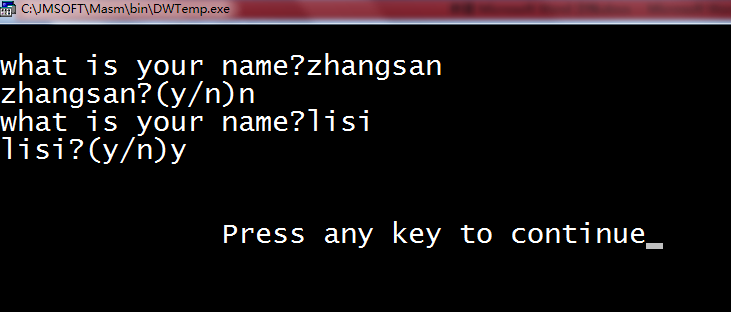 C:\JMSOFT\Masm\bin\DWTemp.exe
what is your name?zhangsan
zhangsan?(y/n)n
what is your name?lisi
lisi?(y/n)y
Press any key to continue